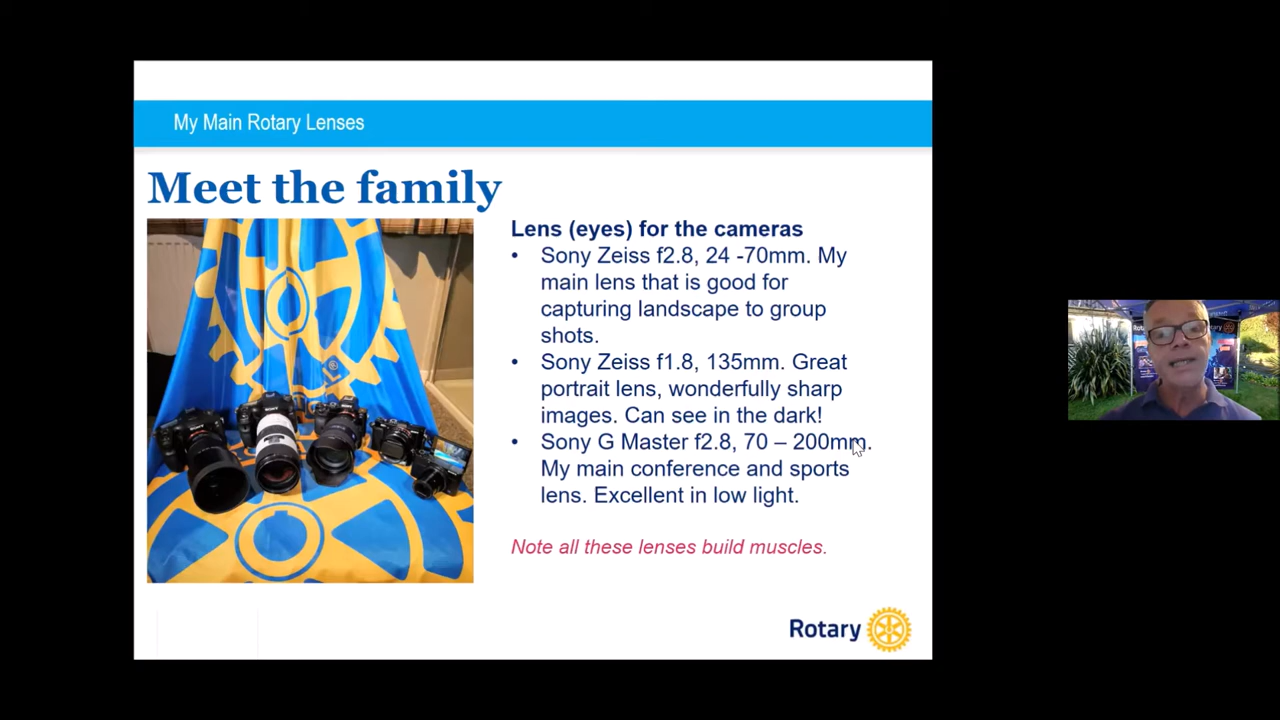 My Main Rotary Lenses
Meet the family
Lens (eyes) for the cameras
• Sony Zeiss f2.8, 24 -70mm. My
main lens that is good for
capturing landscape to group
shots.
• Sony Zeiss f1.8, 135mm. Great
portrait lens, wonderfully sharp
images. Can see in the dark!
• Sony G Master f2.8, 70 – 200mm.
My main conference and sports
lens. Excellent in low light.
Note all these lenses build muscles.
Rotary
Rotary